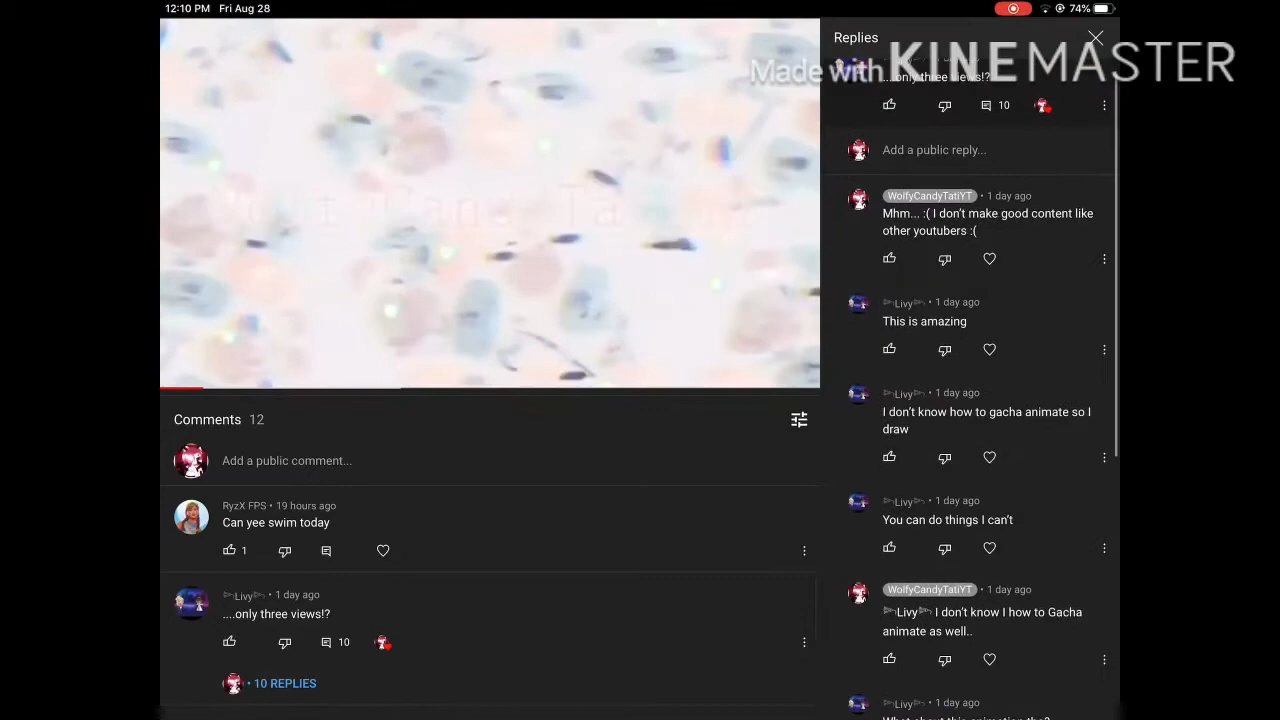 12:10 PM Fri Aug 28
74%
Replies
Made with KINEMASTER
....only three views!?
10
Add a public reply...
WolfyCandyTatiYT • 1 day ago
Mhm... :( I don’t make good content like
other youtubers :(
Livy • 1 day ago
This is amazing
Livy • 1 day ago
I don’t know how to gacha animate so I
draw
Livy • 1 day ago
You can do things I can’t
WolfyCandyTatiYT • 1 day ago
Livy I don’t know I how to Gacha
animate as well..
Livy • 1 day ago
What about this animation tho?
Comments 12
Add a public comment...
RyzX FPS • 19 hours ago
Can yee swim today
1
Livy • 1 day ago
....only three views!?
10
• 10 REPLIES